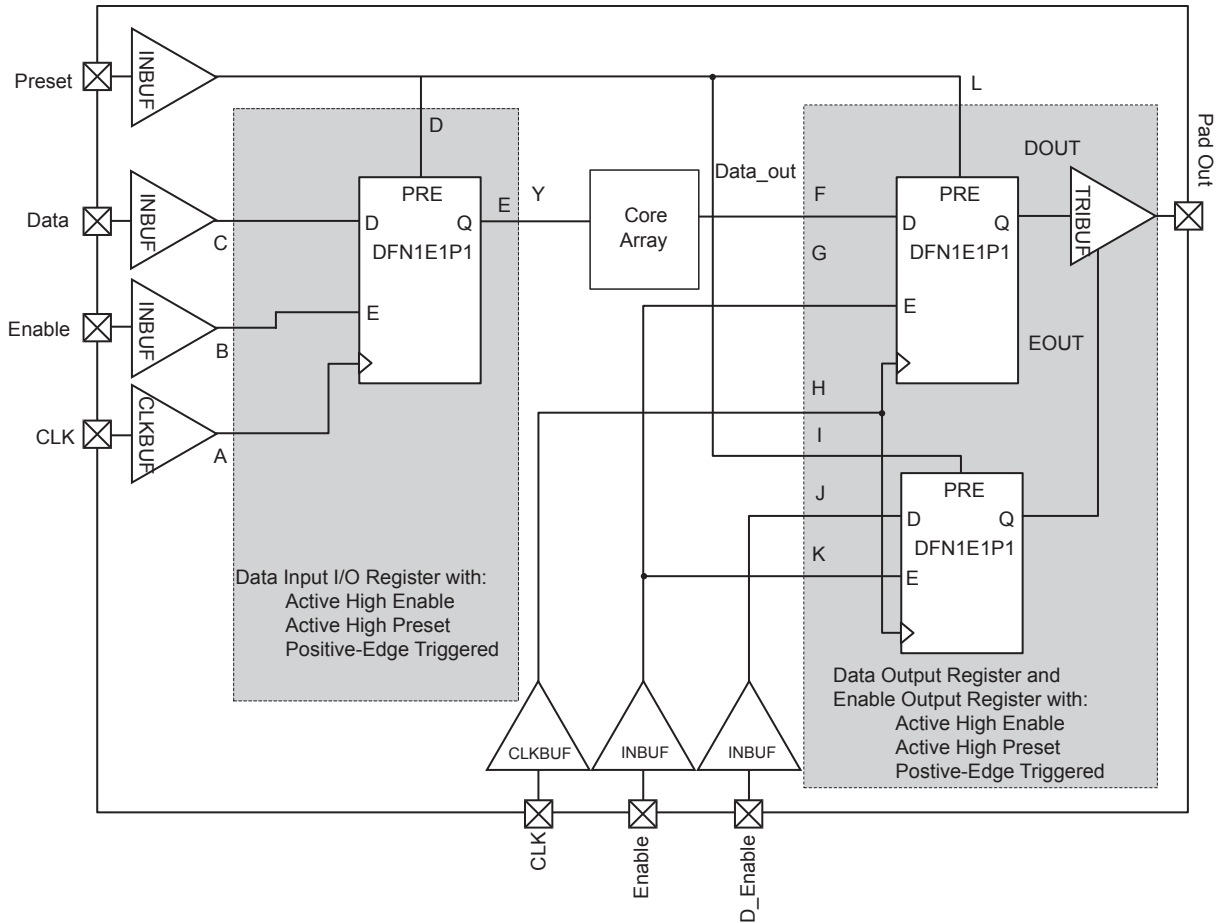 Preset
INBUF
L
D
Pad Out
DOUT
PRE
Data_out
PRE
TRIBUF
Data
INBUF
C
D
Q
E
Y
Core
Array
F
D
Q
DFN1E1P1
G
DFN1E1P1
Enable
INBUF
B
E
E
EOUT
H
CLK
CLKBUF
A
I
PRE
J
D
Q
DFN1E1P1
K
E
Data Input I/O Register with:
Active High Enable
Active High Preset
Positive-Edge Triggered
Data Output Register and
Enable Output Register with:
Active High Enable
Active High Preset
Postive-Edge Triggered
CLKBUF
INBUF
INBUF
CLK
Enable
D_Enable